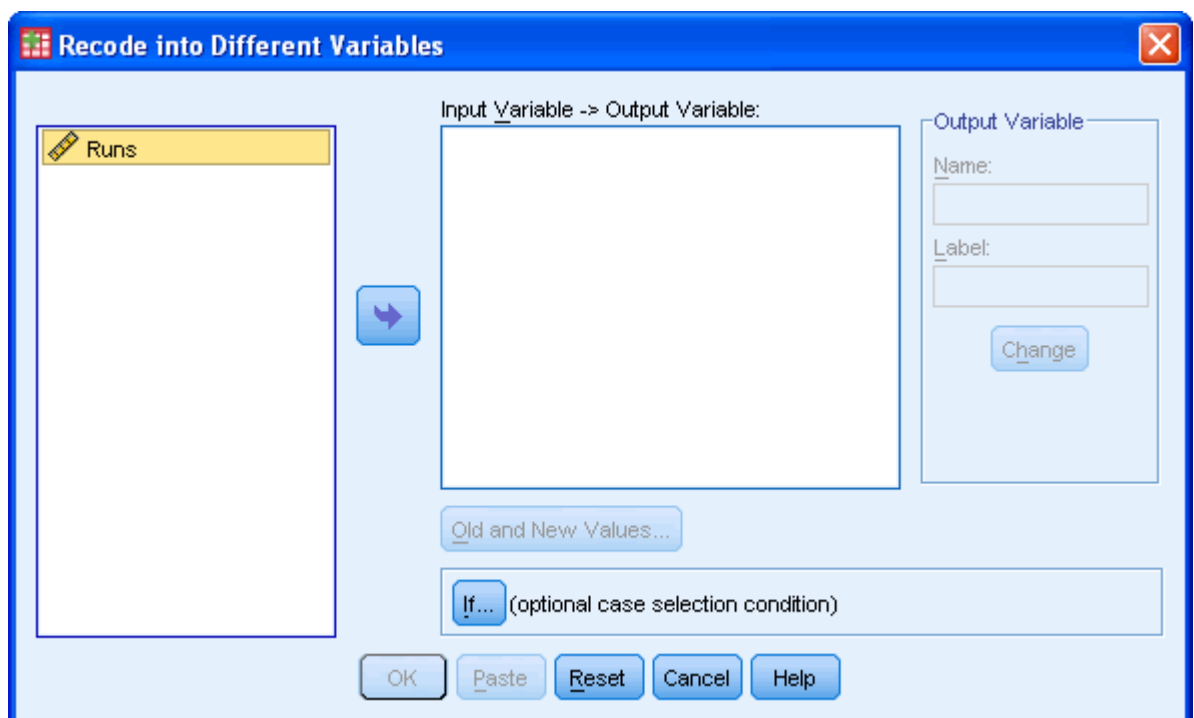 Recode into Different Variables
Runs
Input Variable -> Output Variable:
Output Variable
Name:
Label:
Change
Old and New Values...
If... (optional case selection condition)
OK Paste Reset Cancel Help